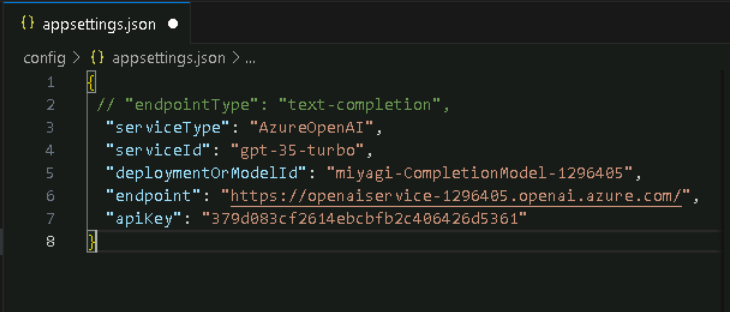 {} appsettings.json ●
config > {} appsettings.json > ...
1 {
2 // "endpointType": "text-completion",
3 "serviceType": "AzureOpenAI",
4 "serviceId": "gpt-35-turbo",
5 "deploymentOrModelId": "miyagi-CompletionModel-1296405",
6 "endpoint": "https://openaiservice-1296405.openai.azure.com/",
7 "apiKey": "379d083cf2614ebcbfb2c406426d5361"
8 }